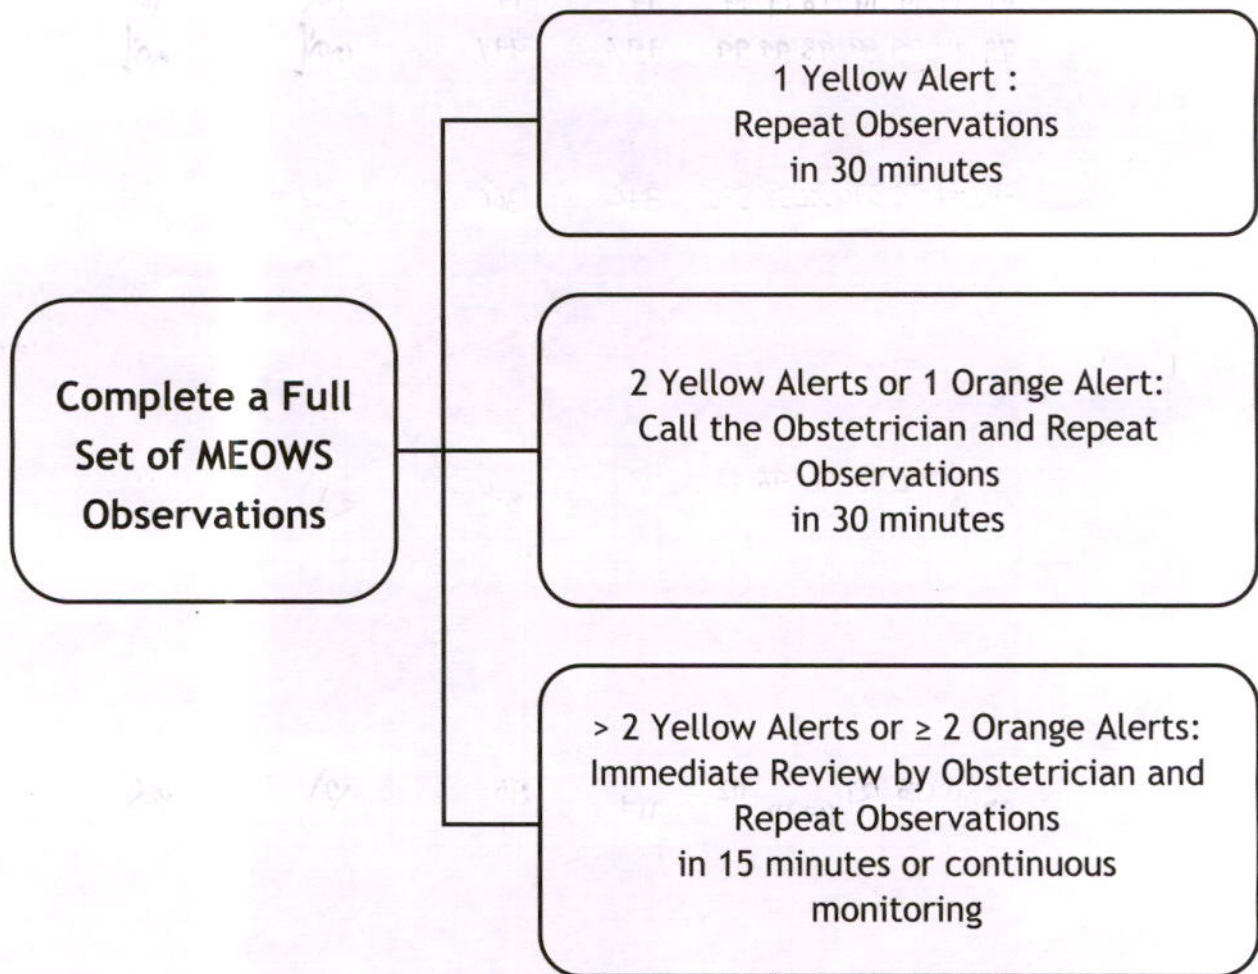 1 Yellow Alert :
Repeat Observations
in 30 minutes
Complete a Full
Set of MEOWS
Observations
2 Yellow Alerts or 1 Orange Alert:
Call the Obstetrician and Repeat
Observations
in 30 minutes
> 2 Yellow Alerts or ≥ 2 Orange Alerts:
Immediate Review by Obstetrician and
Repeat Observations
in 15 minutes or continuous
monitoring